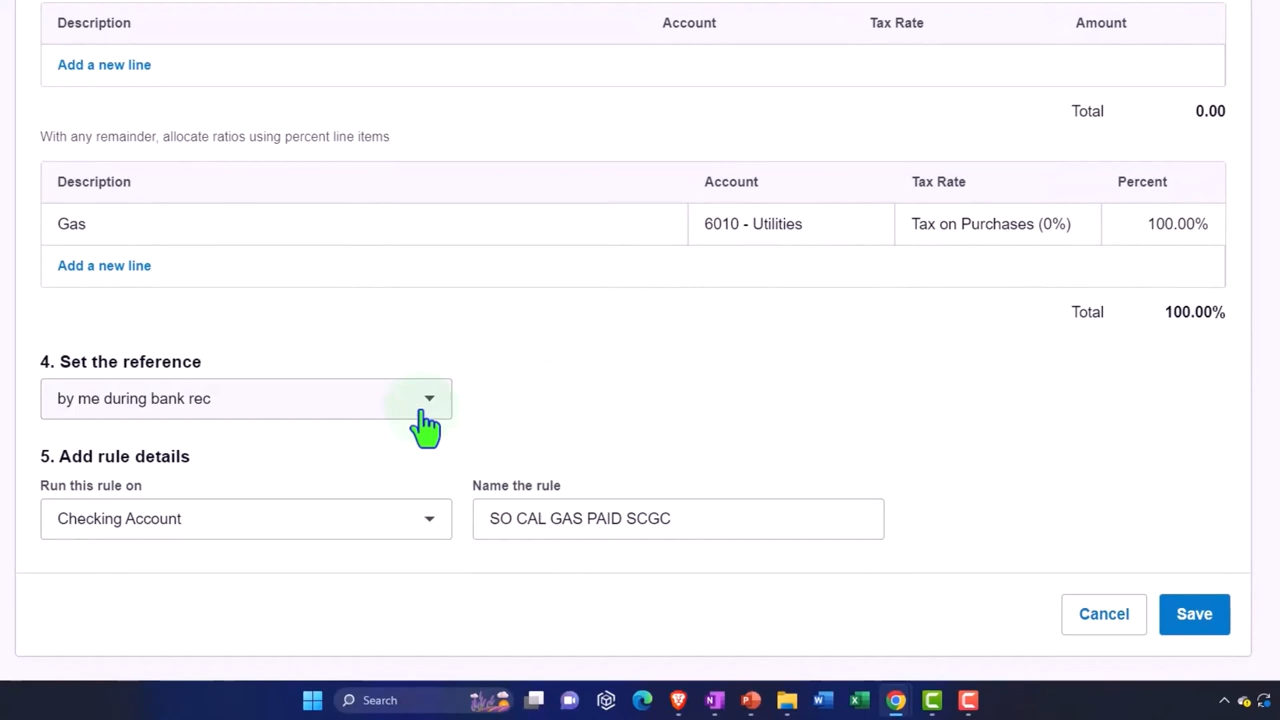 Description Account Tax Rate Amount
Add a new line
Total 0.00
With any remainder, allocate ratios using percent line items
Description Account Tax Rate Percent
Gas 6010 - Utilities Tax on Purchases (0%) 100.00%
Add a new line
Total 100.00%
4. Set the reference
by me during bank rec
5. Add rule details
Run this rule on Name the rule
Checking Account SO CAL GAS PAID SCGC
Cancel Save
Search